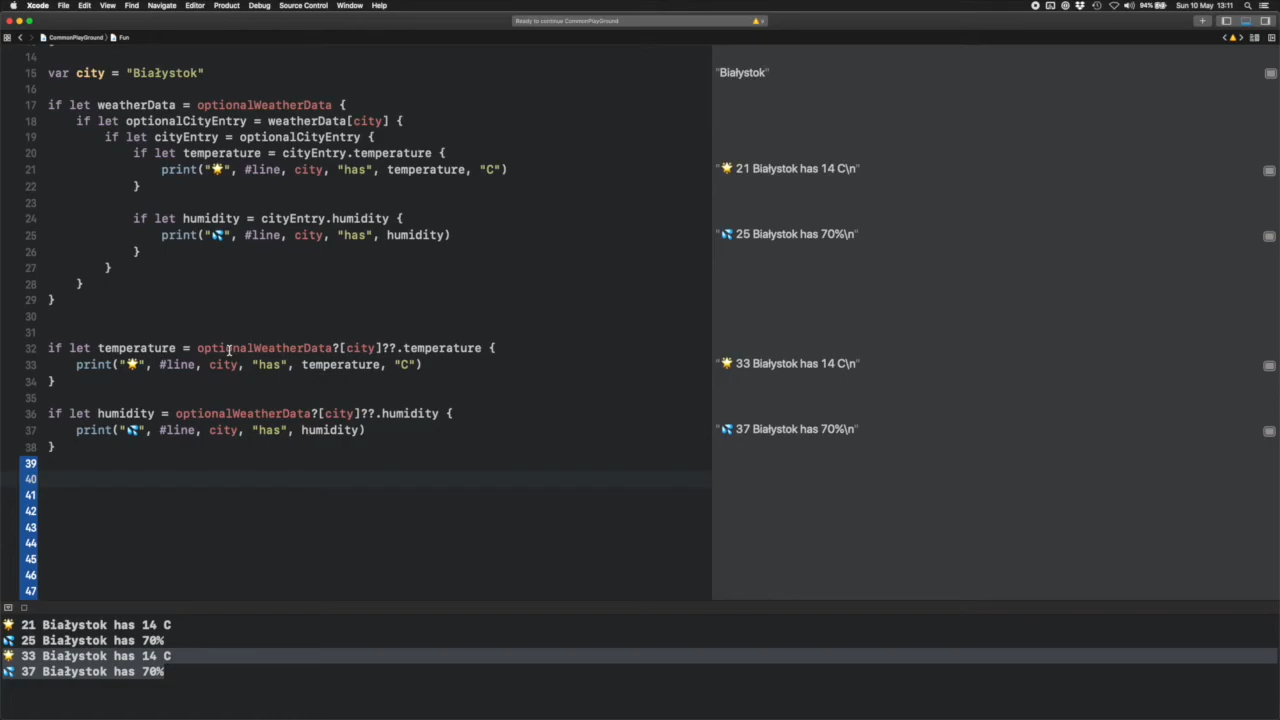 Xcode File Edit View Find Navigate Editor Product Debug Source Control Window Help 94% Sun 10 May 13:11
Ready to continue CommonPlayGround
CommonPlayGround Fun
14
15 var city = "Białystok" "Białystok"
16
17 if let weatherData = optionalWeatherData {
18 if let optionalCityEntry = weatherData[city] {
19 if let cityEntry = optionalCityEntry {
20 if let temperature = cityEntry.temperature {
21 print("🌟", #line, city, "has", temperature, "C") "🌟 21 Białystok has 14 C\n"
22 }
23
24 if let humidity = cityEntry.humidity {
25 print("💦", #line, city, "has", humidity) "💦 25 Białystok has 70%\n"
26 }
27 }
28 }
29 }
30
31
32 if let temperature = optionalWeatherData?[city]??.temperature {
33 print("🌟", #line, city, "has", temperature, "C") "🌟 33 Białystok has 14 C\n"
34 }
35
36 if let humidity = optionalWeatherData?[city]??.humidity {
37 print("💦", #line, city, "has", humidity) "💦 37 Białystok has 70%\n"
38 }
39
40
41
42
43
44
45
46
47
🌟 21 Białystok has 14 C
💦 25 Białystok has 70%
🌟 33 Białystok has 14 C
💦 37 Białystok has 70%